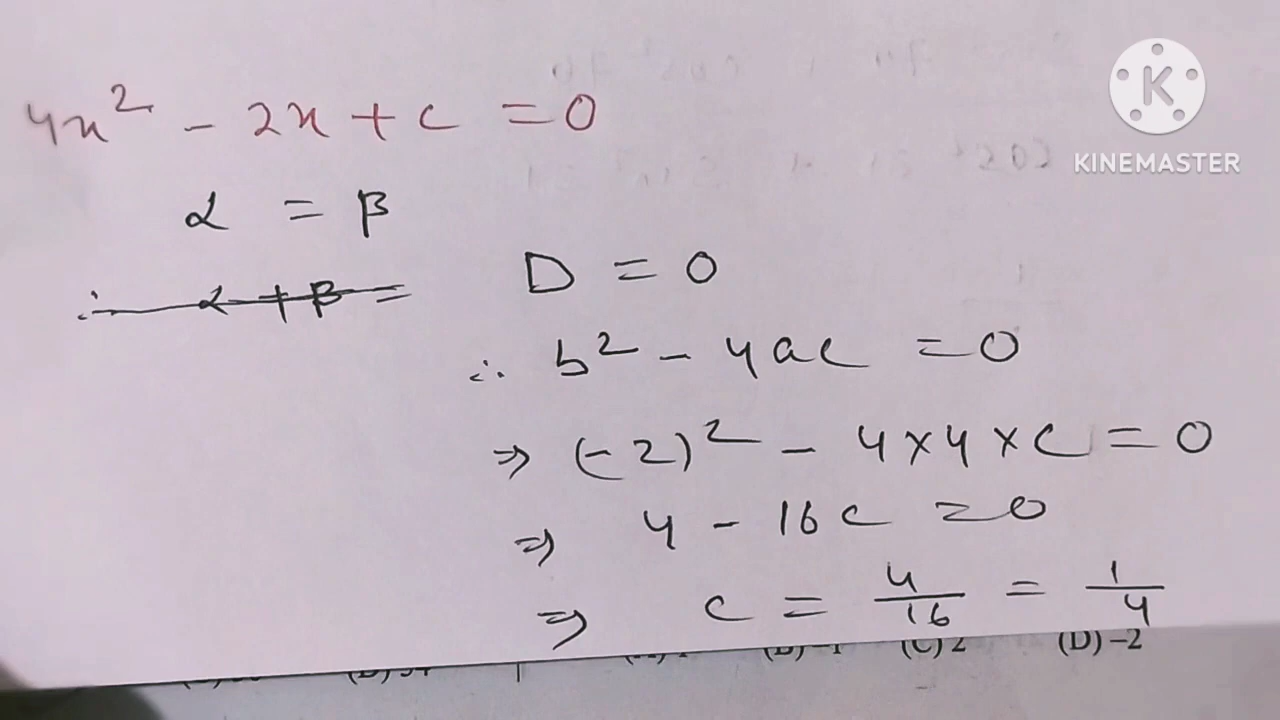 4x² - 2x + c = 0
α = β
∴ α + β =
D = 0
∴ b² - 4ac = 0
⇒ (-2)² - 4×4×c = 0
⇒ 4 - 16c = 0
⇒ c = 4/16 = 1/4
(C) 2 (D) –2
KINEMASTER